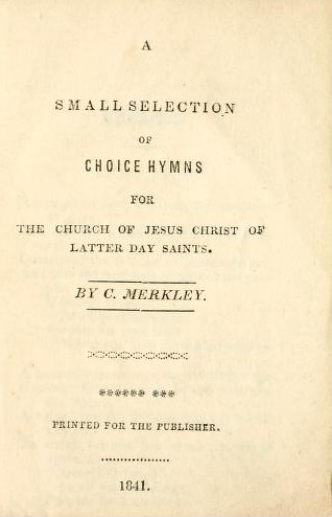 A
SMALL SELECTION
OF
CHOICE HYMNS
FOR
THE CHURCH OF JESUS CHRIST OF
LATTER DAY SAINTS.
BY C. MERKLEY.
PRINTED FOR THE PUBLISHER.
1841.